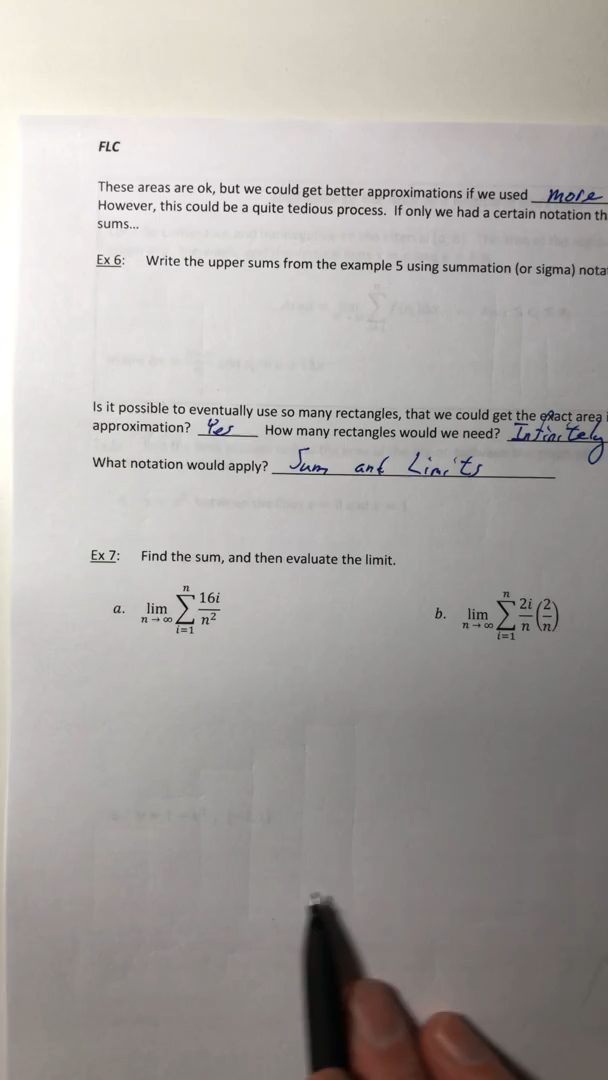 FLC
These areas are ok, but we could get better approximations if we used more
However, this could be a quite tedious process. If only we had a certain notation th
sums...
Ex 6: Write the upper sums from the example 5 using summation (or sigma) nota
Is it possible to eventually use so many rectangles, that we could get the exact area i
approximation? Yes How many rectangles would we need? Infinitely
What notation would apply? Sum and Limits
Ex 7: Find the sum, and then evaluate the limit.
a. lim n→∞ ∑ i=1 n 16i/n² b. lim n→∞ ∑ i=1 n 2i/n (2/n)